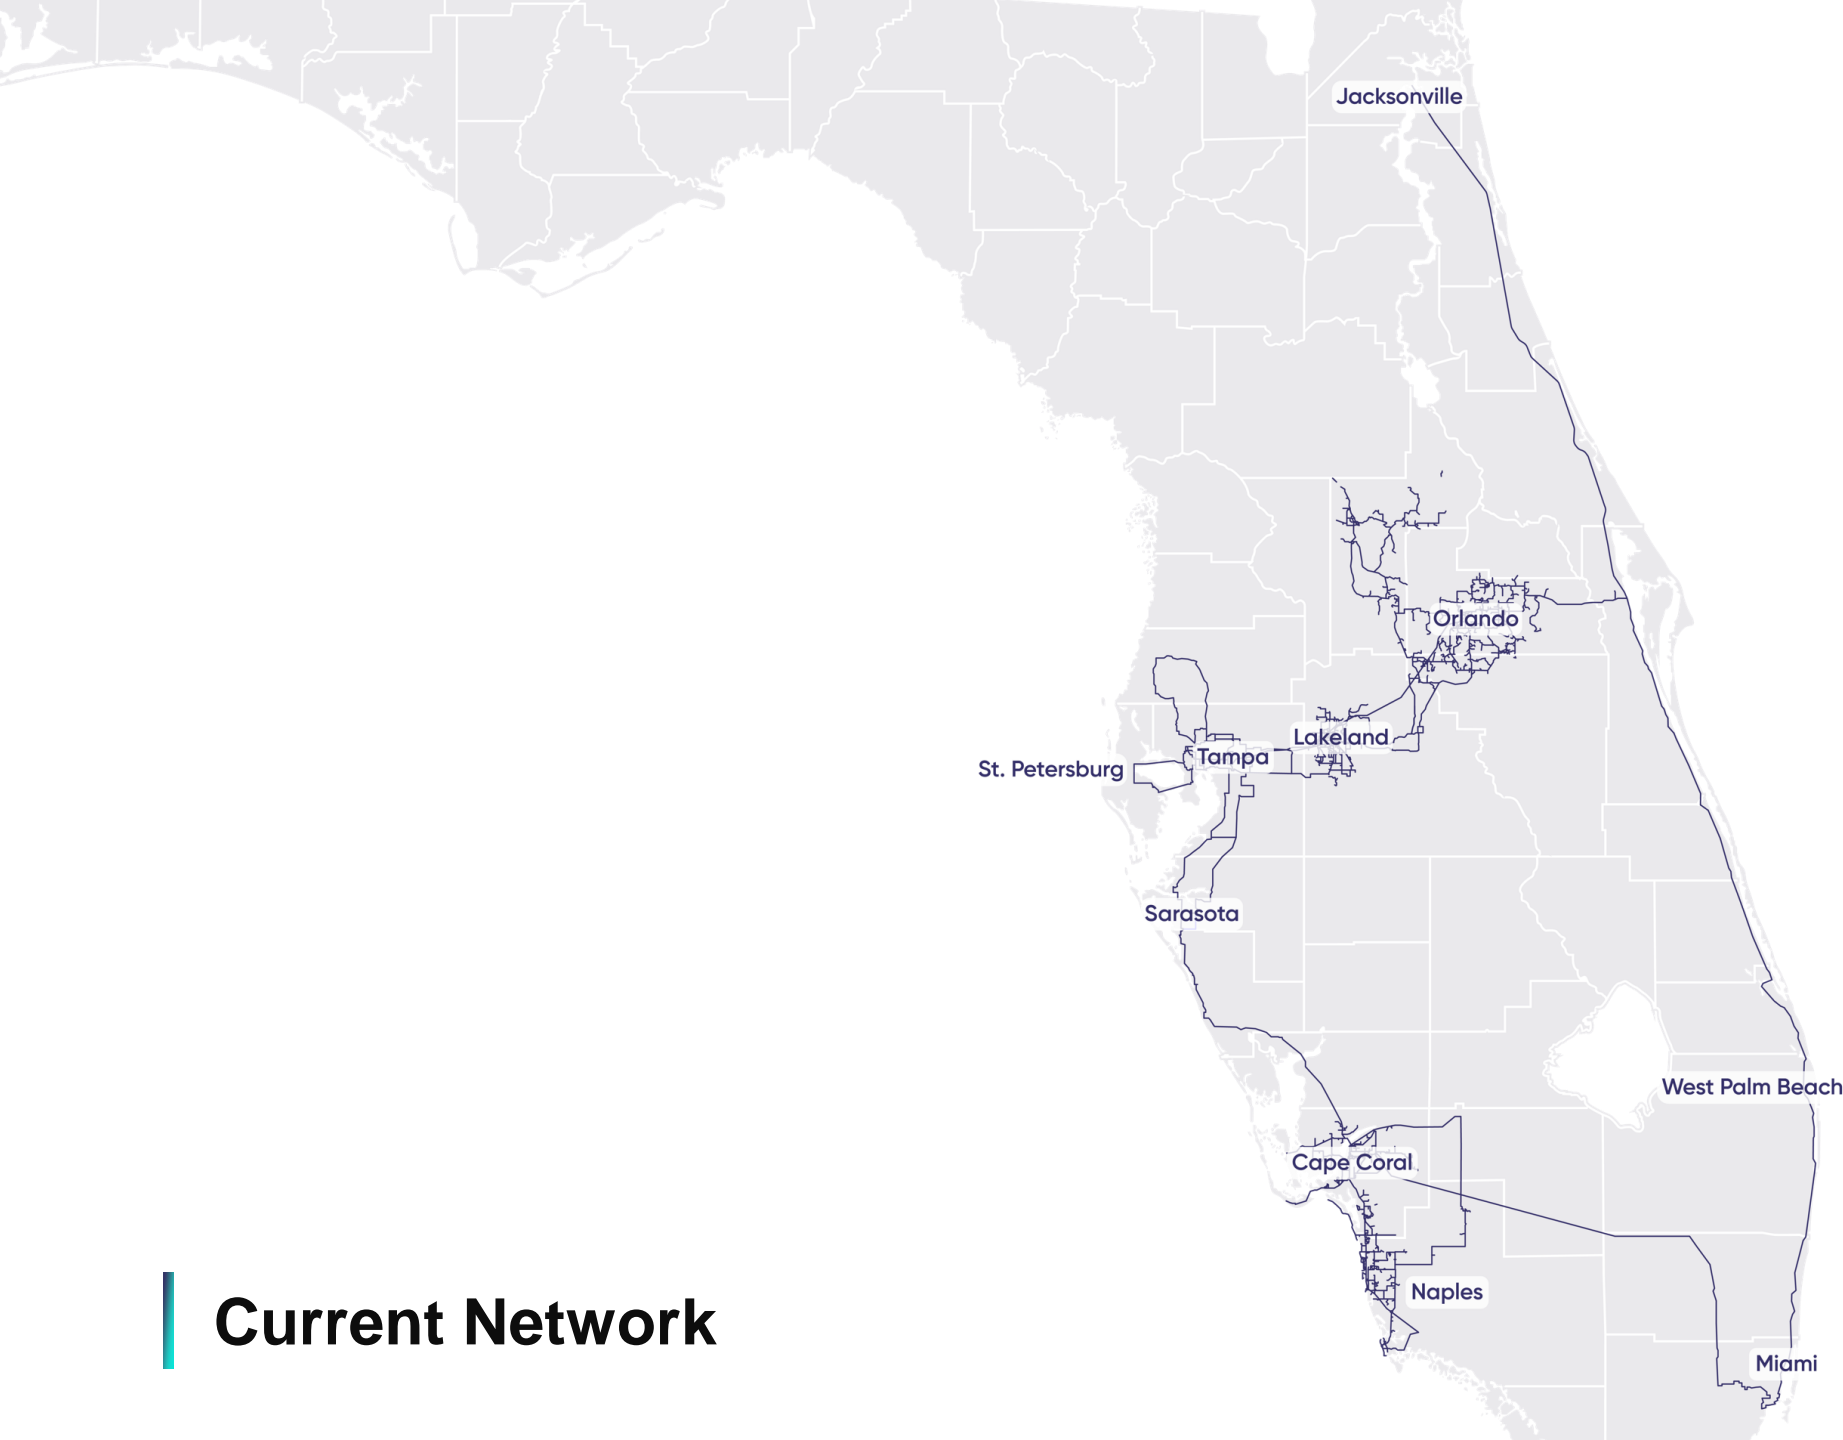 Jacksonville
Orlando
Lakeland
Tampa
St. Petersburg
Sarasota
West Palm Beach
Cape Coral
Naples
Miami
Current Network